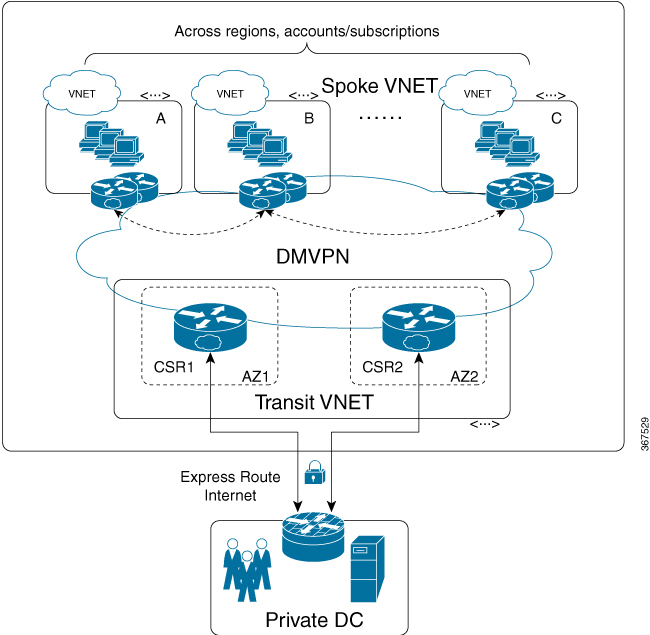 Across regions, accounts/subscriptions
VNET
VNET
Spoke VNET
VNET
<···>
<···>
<···>
A
B
······
C
DMVPN
CSR1
AZ1
CSR2
AZ2
Transit VNET
<···>
367529
Express Route
Internet
Private DC